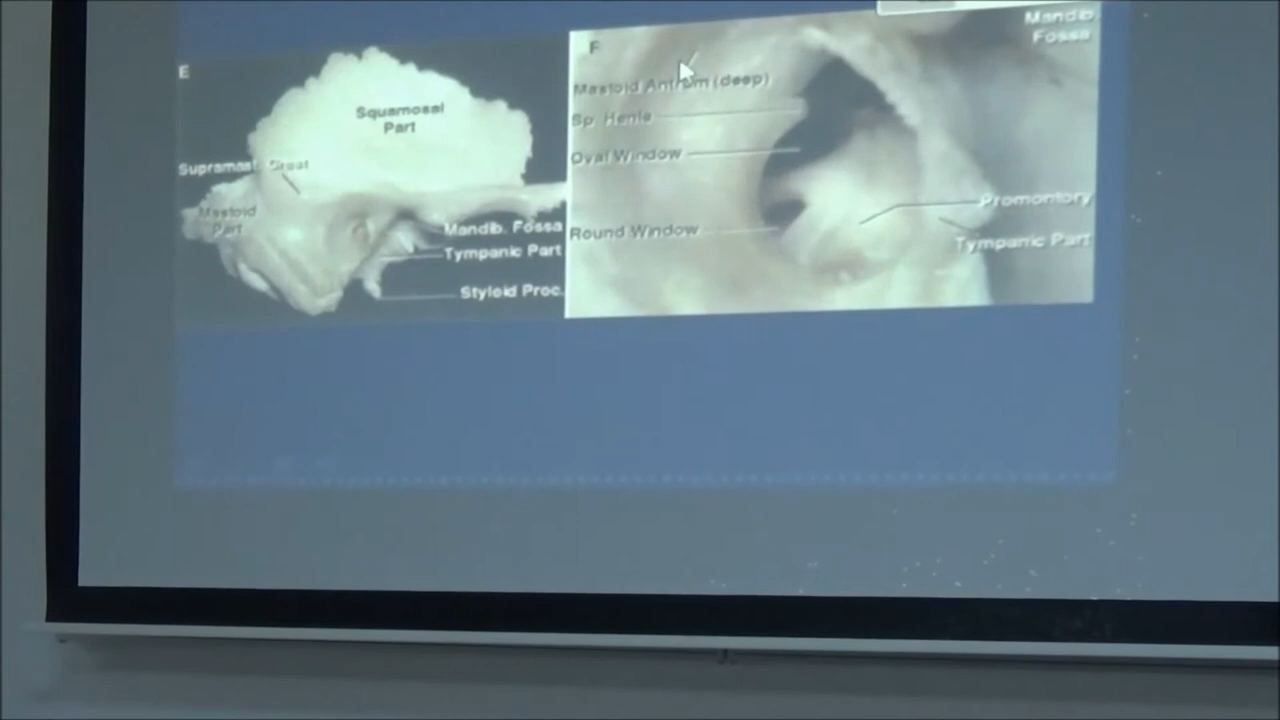 E
Squamosal
Part
Supramast. Crest
Mastoid
Part
Mandib. Fossa
Tympanic Part
Styloid Proc.
F
Mandib
Fossa
Mastoid Antrum (deep)
Sp. Henle
Oval Window
Promontory
Round Window
Tympanic Part